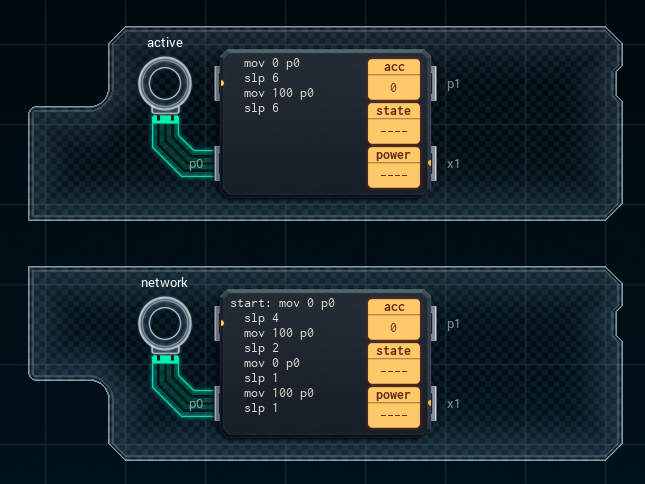 active
mov 0 p0
slp 6
mov 100 p0
slp 6
acc
0
state
----
power
----
p0
p1
x1
network
start: mov 0 p0
slp 4
mov 100 p0
slp 2
mov 0 p0
slp 1
mov 100 p0
slp 1
acc
0
state
----
power
----
p0
p1
x1